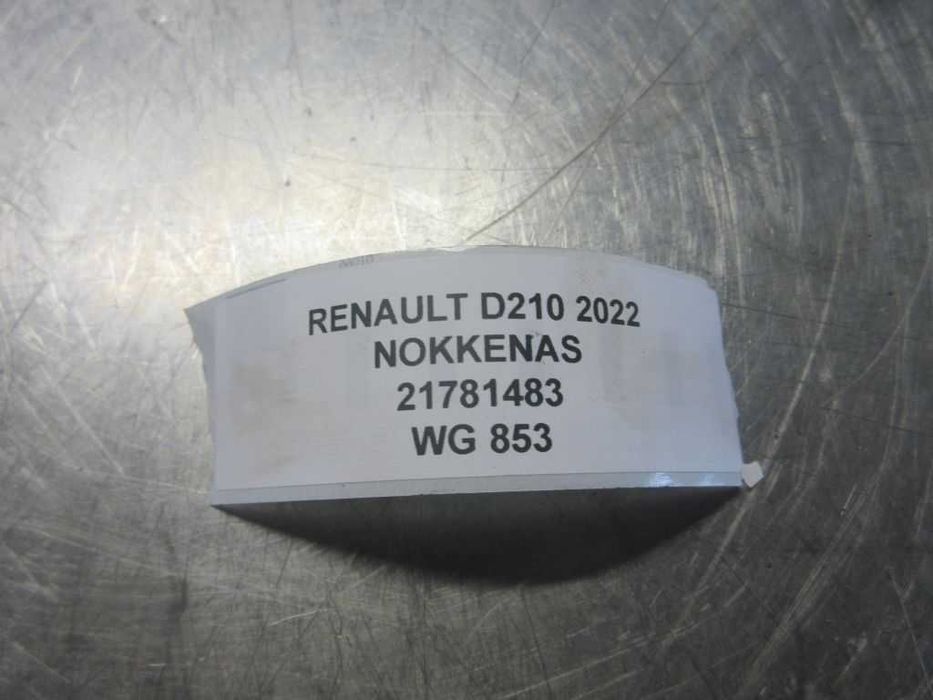 RENAULT D210 2022
NOKKENAS
21781483
WG 853